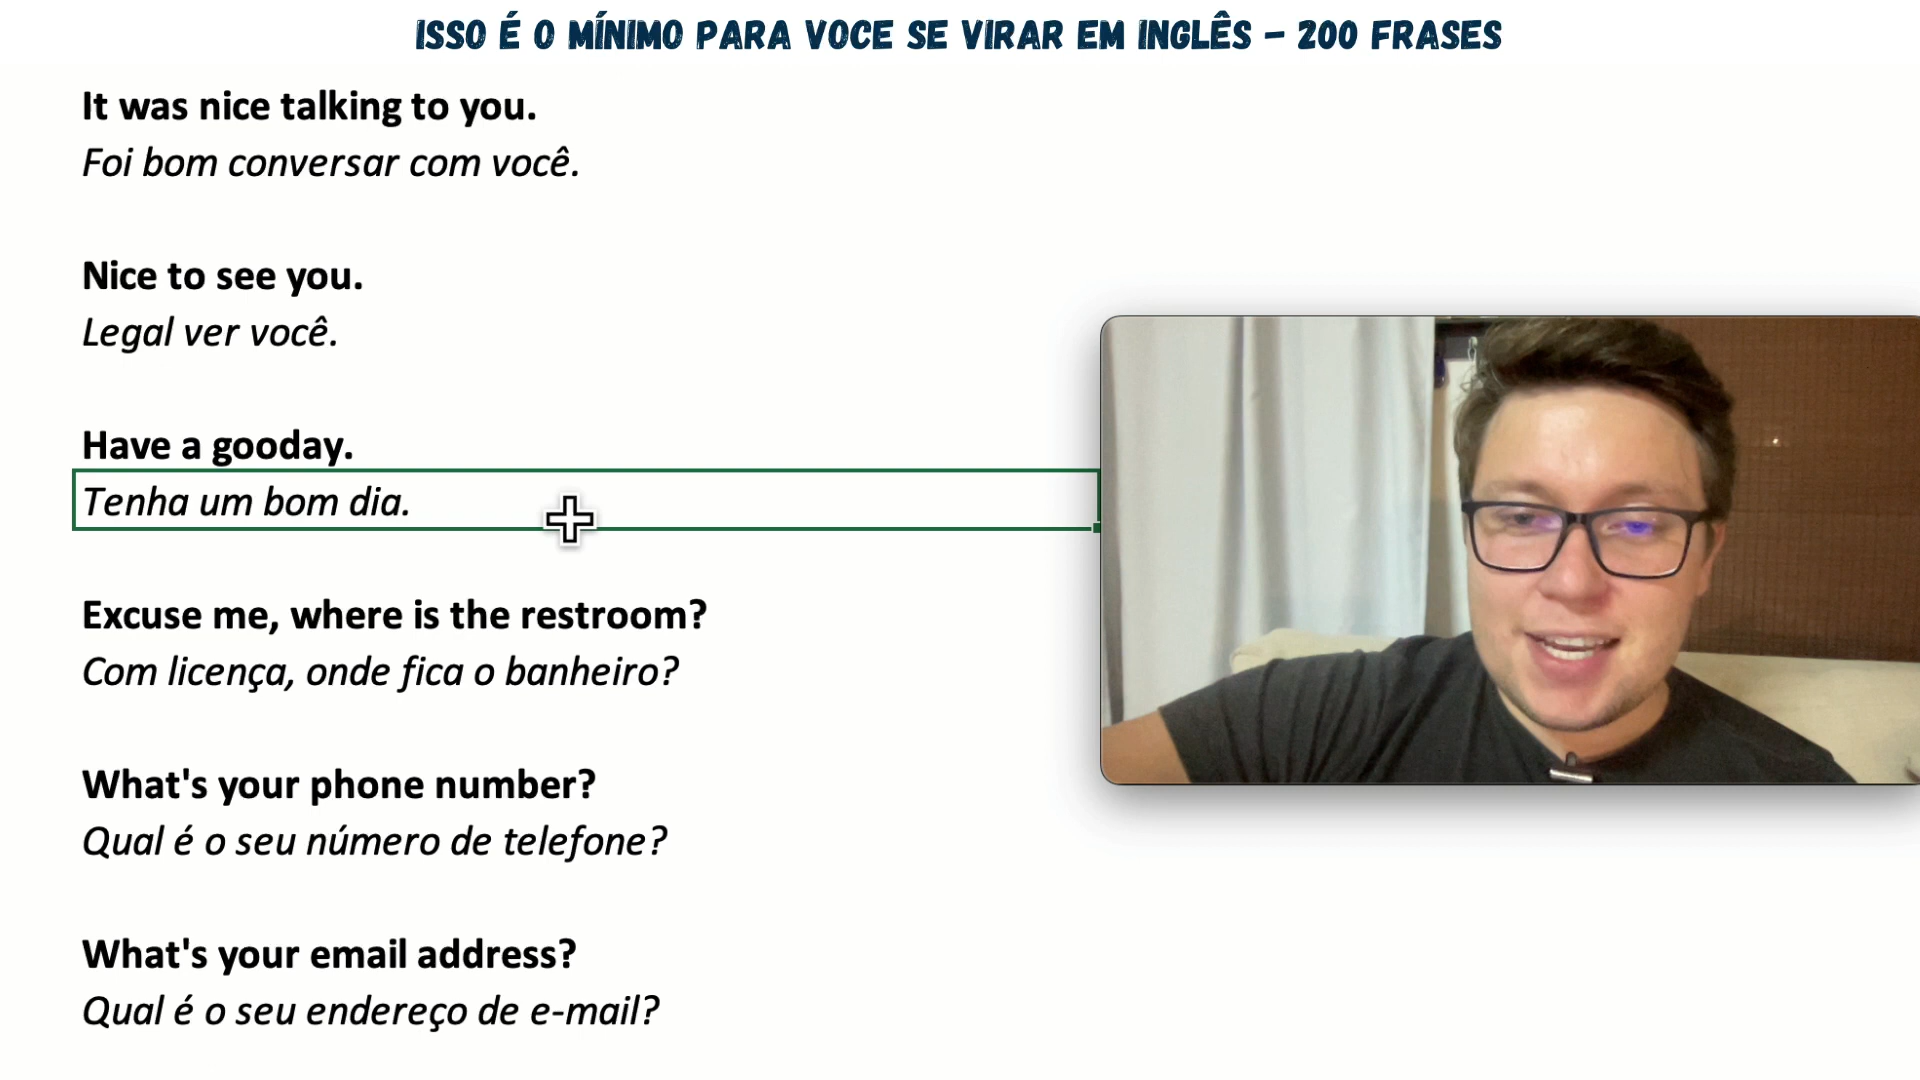 ISSO É O MÍNIMO PARA VOCE SE VIRAR EM INGLÊS – 200 FRASES
It was nice talking to you.
Foi bom conversar com você.
Nice to see you.
Legal ver você.
Have a gooday.
Tenha um bom dia.
Excuse me, where is the restroom?
Com licença, onde fica o banheiro?
What's your phone number?
Qual é o seu número de telefone?
What's your email address?
Qual é o seu endereço de e-mail?